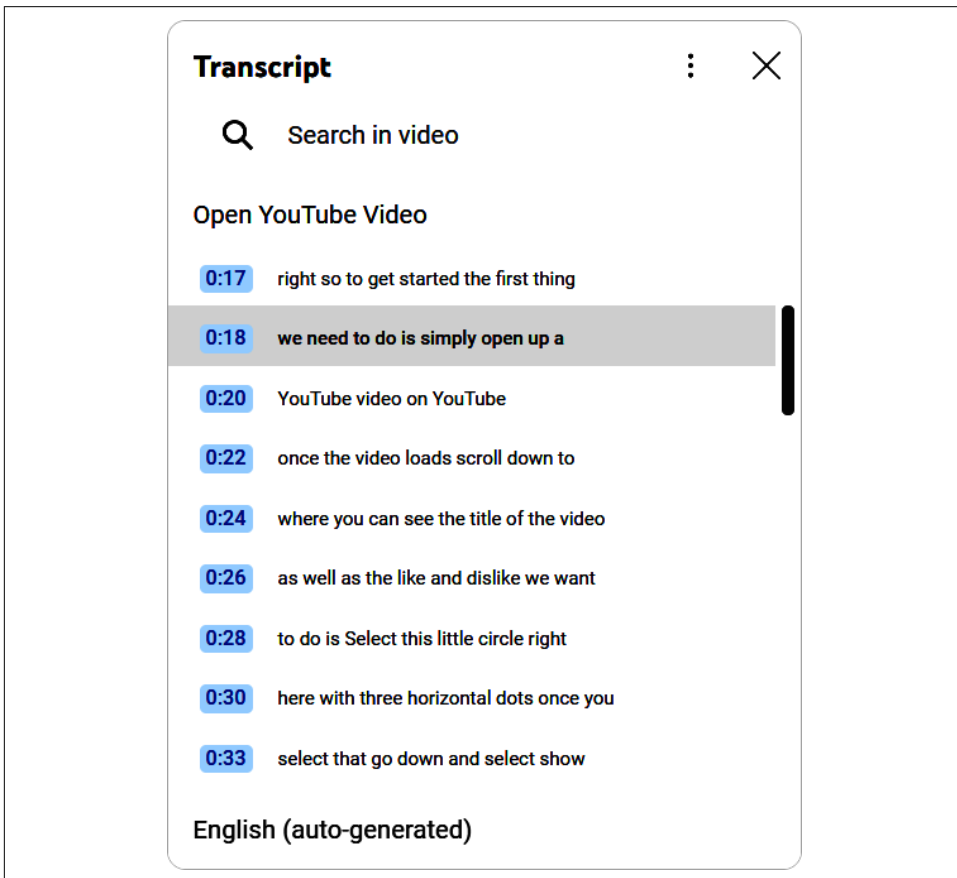 Transcript
Search in video
Open YouTube Video
0:17 right so to get started the first thing
0:18 we need to do is simply open up a
0:20 YouTube video on YouTube
0:22 once the video loads scroll down to
0:24 where you can see the title of the video
0:26 as well as the like and dislike we want
0:28 to do is Select this little circle right
0:30 here with three horizontal dots once you
0:33 select that go down and select show
English (auto-generated)